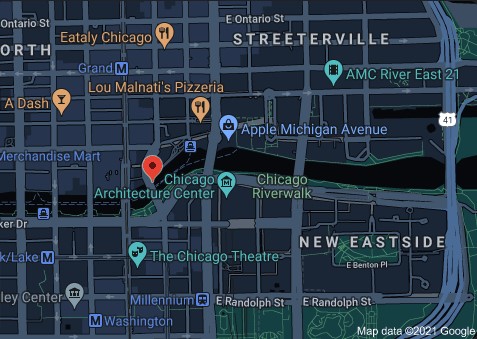 E Ontario St
E Ontario St
Eataly Chicago
STREETERVILLE
ORTH
Grand M
AMC River East 21
Lou Malnati's Pizzeria
A Dash
41
Apple Michigan Avenue
Merchandise Mart
Chicago
Architecture Center
Chicago
Riverwalk
ker Dr
NEW EASTSIDE
k/Lake M
The Chicago Theatre
E Benton Pl
ley Center
Millennium
E Randolph St
E Randolph St
M Washington
Map data ©2021 Google